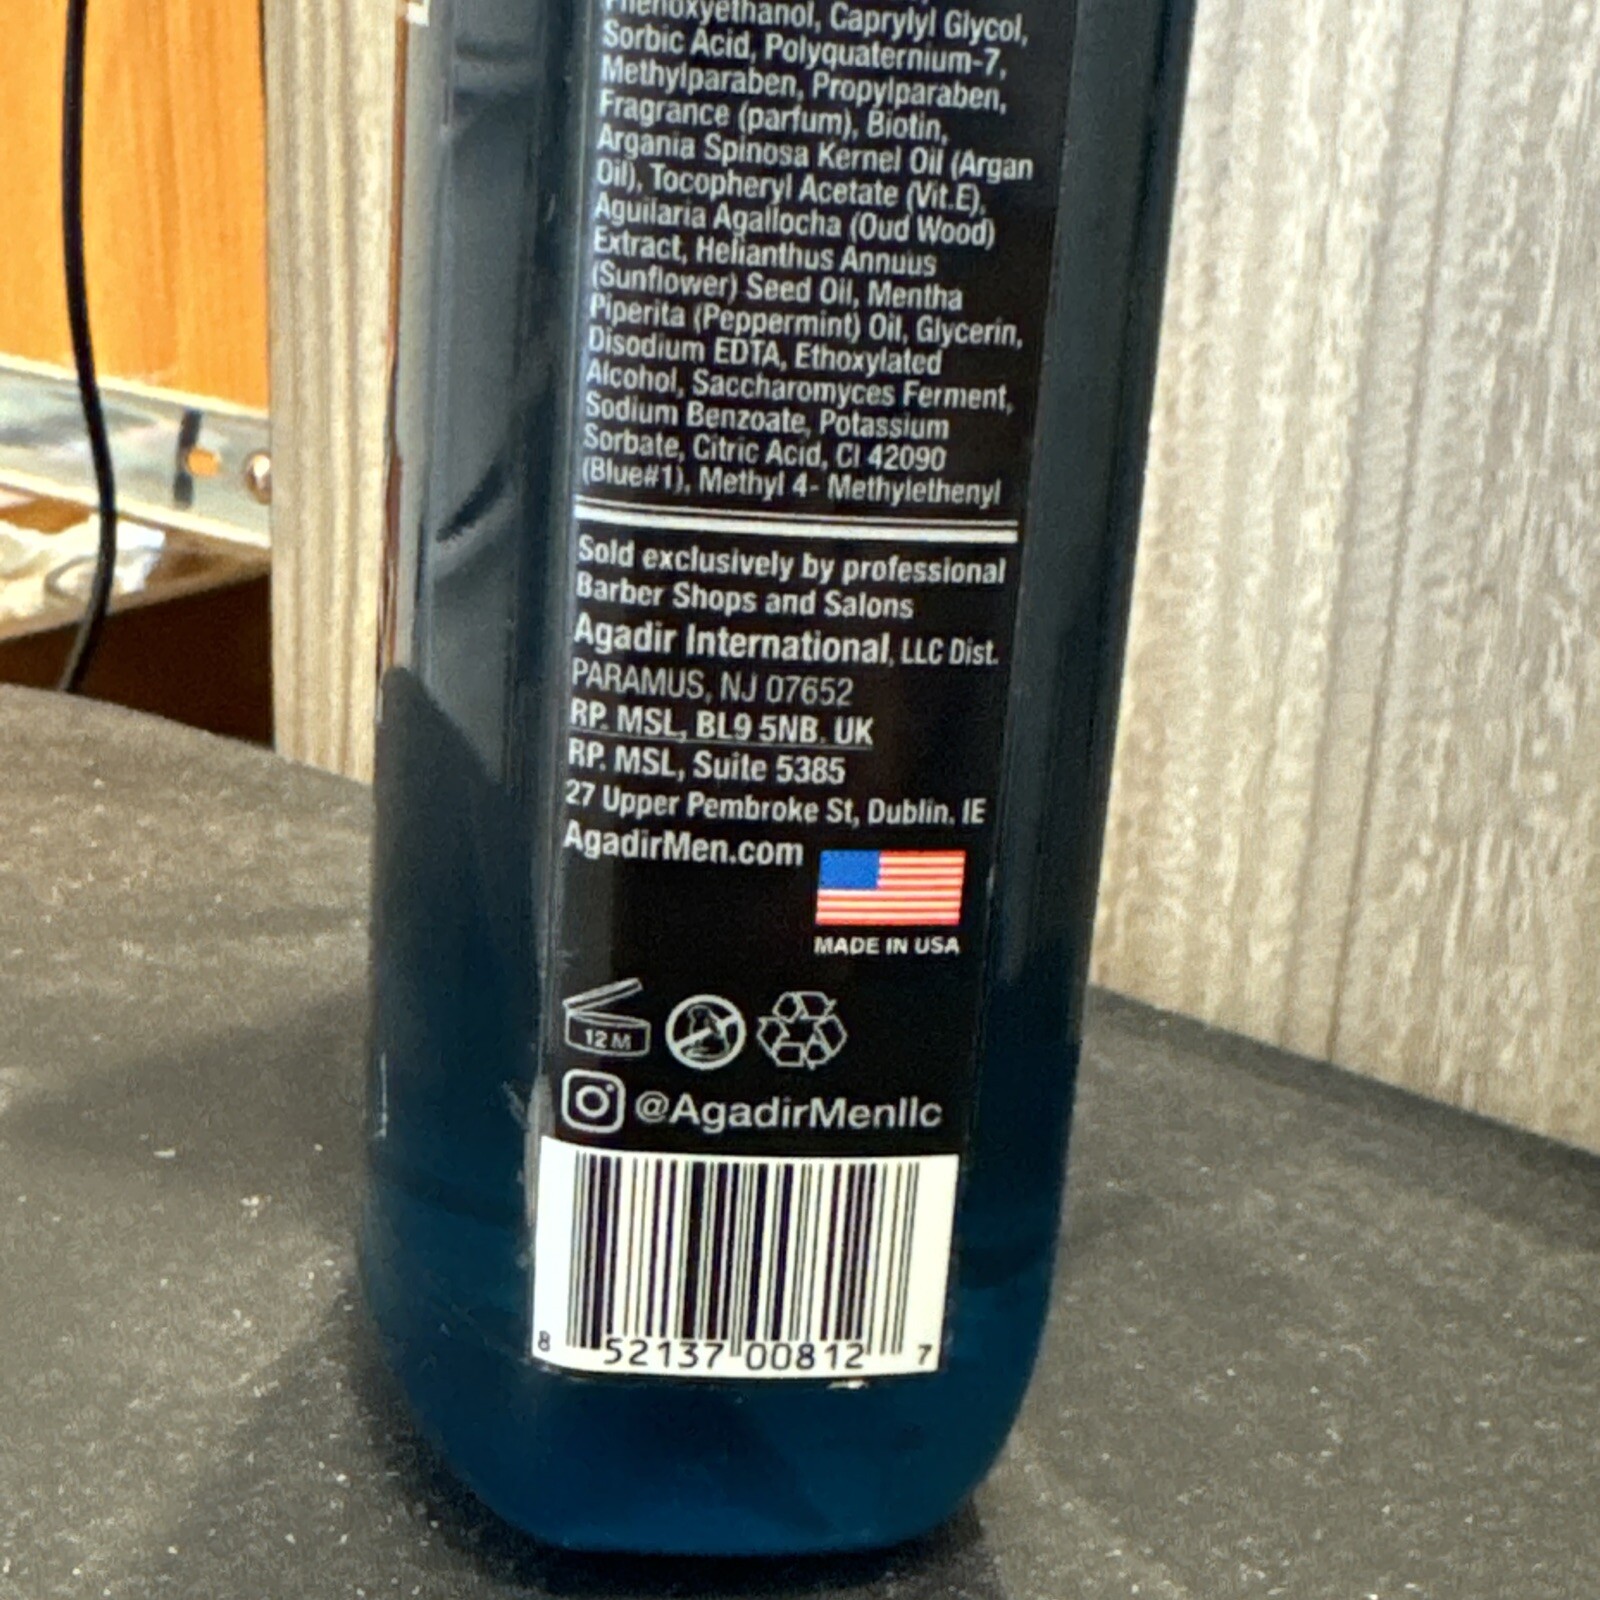 Phenoxyethanol, Caprylyl Glycol,
Sorbic Acid, Polyquaternium-7,
Methylparaben, Propylparaben,
Fragrance (parfum), Biotin,
Argania Spinosa Kernel Oil (Argan
Oil), Tocopheryl Acetate (Vit.E),
Aguilaria Agallocha (Oud Wood)
Extract, Helianthus Annuus
(Sunflower) Seed Oil, Mentha
Piperita (Peppermint) Oil, Glycerin,
Disodium EDTA, Ethoxylated
Alcohol, Saccharomyces Ferment,
Sodium Benzoate, Potassium
Sorbate, Citric Acid, CI 42090
(Blue#1), Methyl 4- Methylethenyl
Sold exclusively by professional
Barber Shops and Salons
Agadir International, LLC Dist.
PARAMUS, NJ 07652
RP. MSL, BL9 5NB. UK
RP. MSL, Suite 5385
27 Upper Pembroke St, Dublin. IE
AgadirMen.com
MADE IN USA
12 M
@AgadirMenllc
8 52137 00812 7